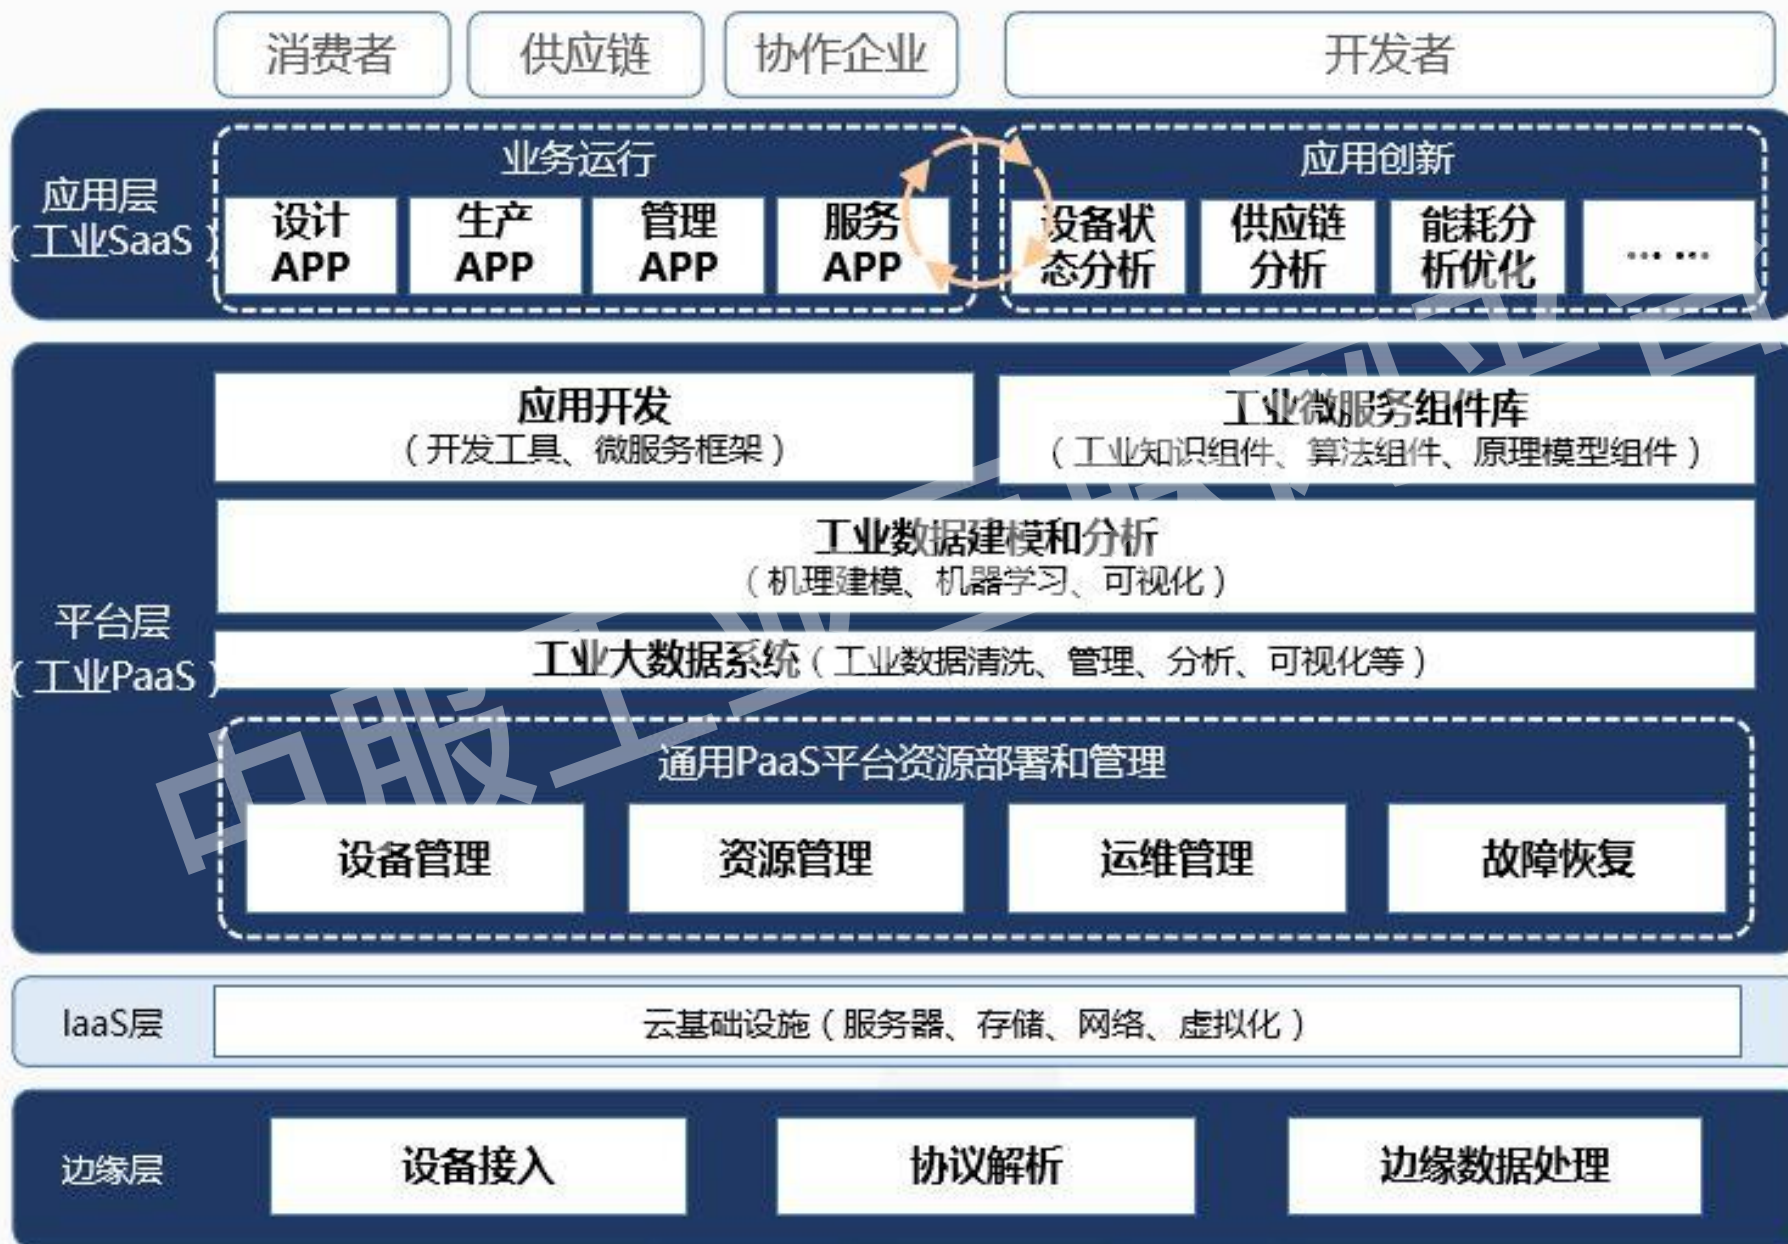 消费者
供应链
协作企业
开发者
应用层
（工业SaaS）
业务运行
设计
APP
生产
APP
管理
APP
服务
APP
应用创新
设备状
态分析
供应链
分析
能耗分
析优化
... ...
平台层
（工业PaaS）
应用开发
（开发工具、微服务框架）
工业微服务组件库
（工业知识组件、算法组件、原理模型组件）
工业数据建模和分析
（机理建模、机器学习、可视化）
工业大数据系统（工业数据清洗、管理、分析、可视化等）
通用PaaS平台资源部署和管理
设备管理
资源管理
运维管理
故障恢复
IaaS层
云基础设施（服务器、存储、网络、虚拟化）
边缘层
设备接入
协议解析
边缘数据处理
中服工业互联网平台